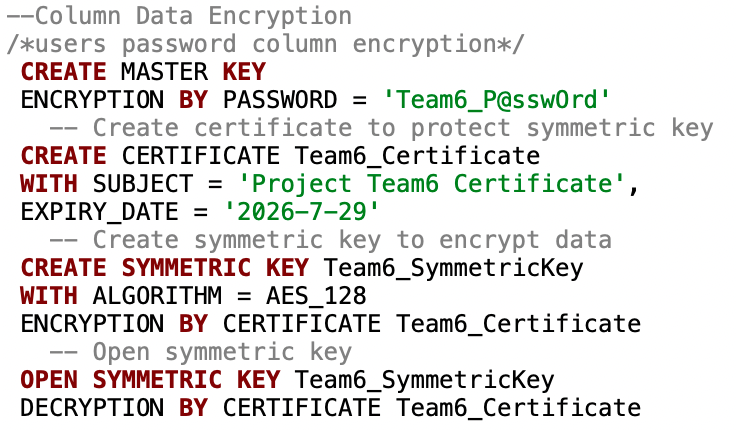 --Column Data Encryption
/*users password column encryption*/
CREATE MASTER KEY
ENCRYPTION BY PASSWORD = 'Team6_P@sswOrd'
-- Create certificate to protect symmetric key
CREATE CERTIFICATE Team6_Certificate
WITH SUBJECT = 'Project Team6 Certificate',
EXPIRY_DATE = '2026-7-29'
-- Create symmetric key to encrypt data
CREATE SYMMETRIC KEY Team6_SymmetricKey
WITH ALGORITHM = AES_128
ENCRYPTION BY CERTIFICATE Team6_Certificate
-- Open symmetric key
OPEN SYMMETRIC KEY Team6_SymmetricKey
DECRYPTION BY CERTIFICATE Team6_Certificate